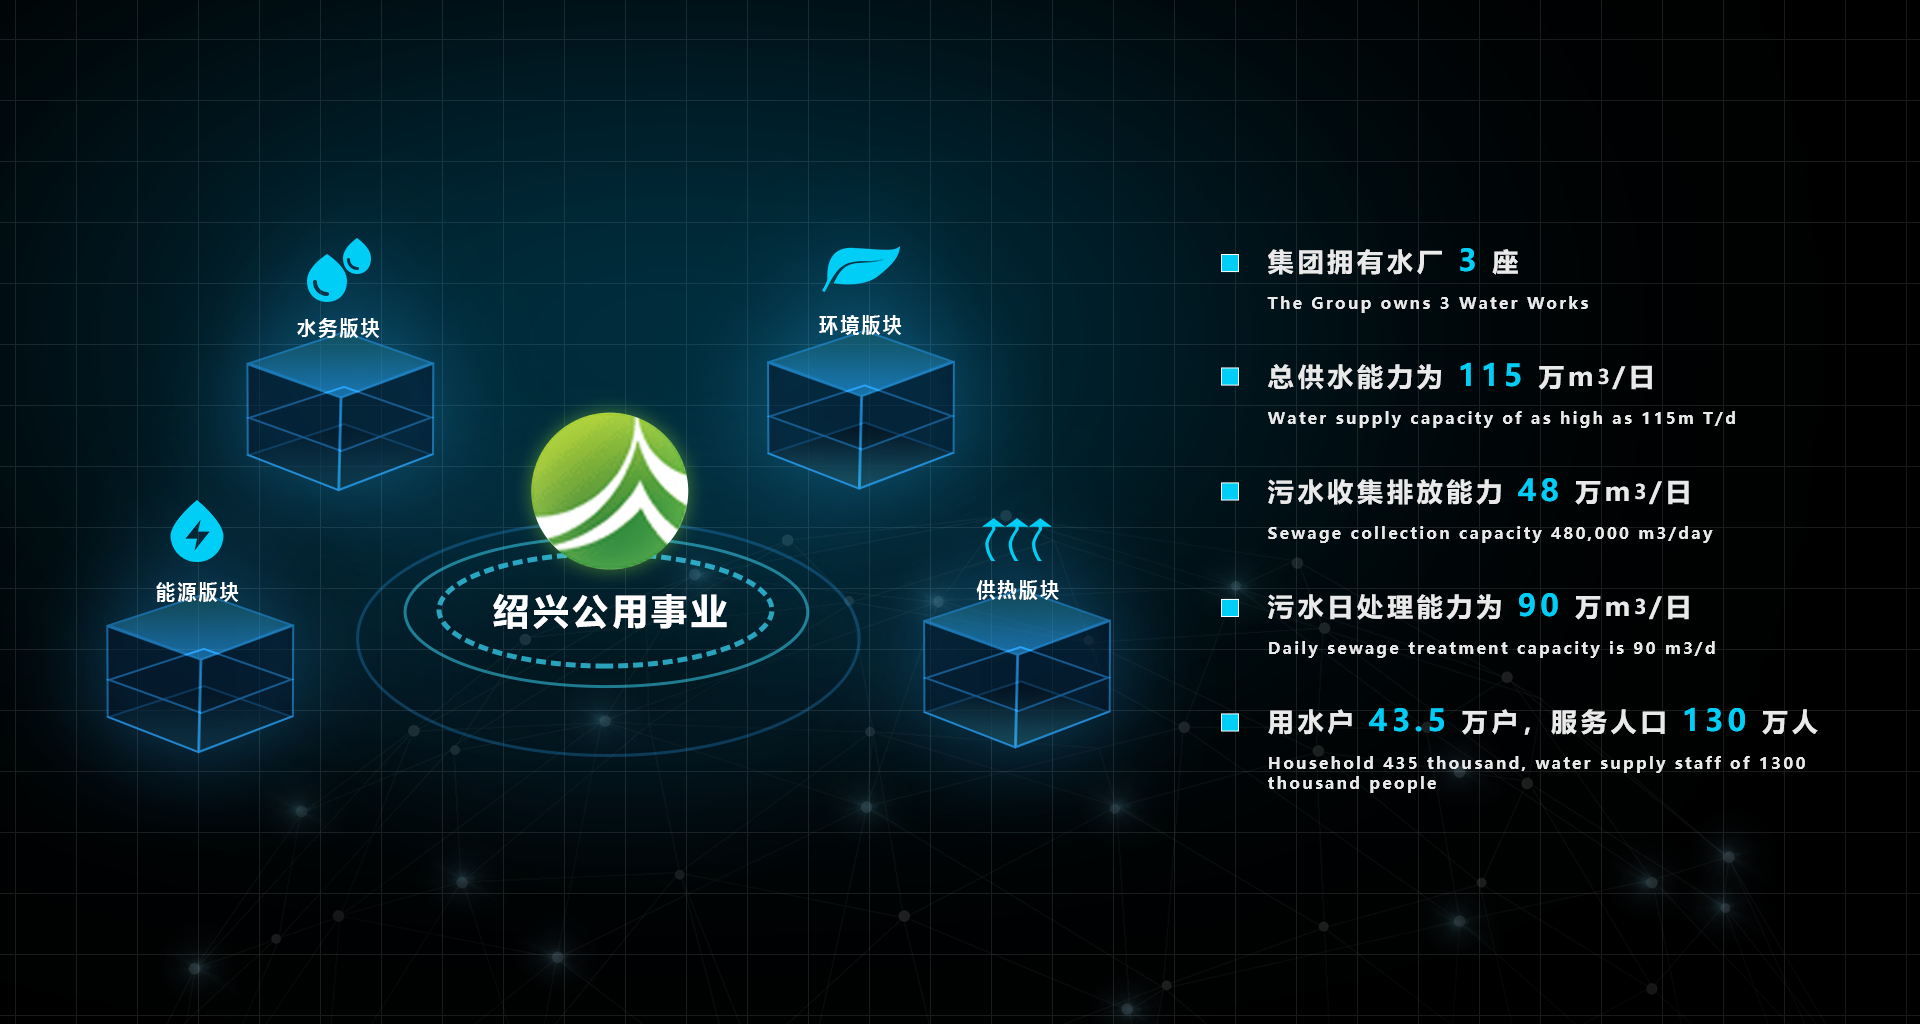 水务版块
环境版块
能源版块
供热版块
绍兴公用事业
集团拥有水厂 3 座
The Group owns 3 Water Works
总供水能力为 115 万m3/日
Water supply capacity of as high as 115m T/d
污水收集排放能力 48 万m3/日
Sewage collection capacity 480,000 m3/day
污水日处理能力为 90 万m3/日
Daily sewage treatment capacity is 90 m3/d
用水户 43.5 万户，服务人口 130 万人
Household 435 thousand, water supply staff of 1300
thousand people